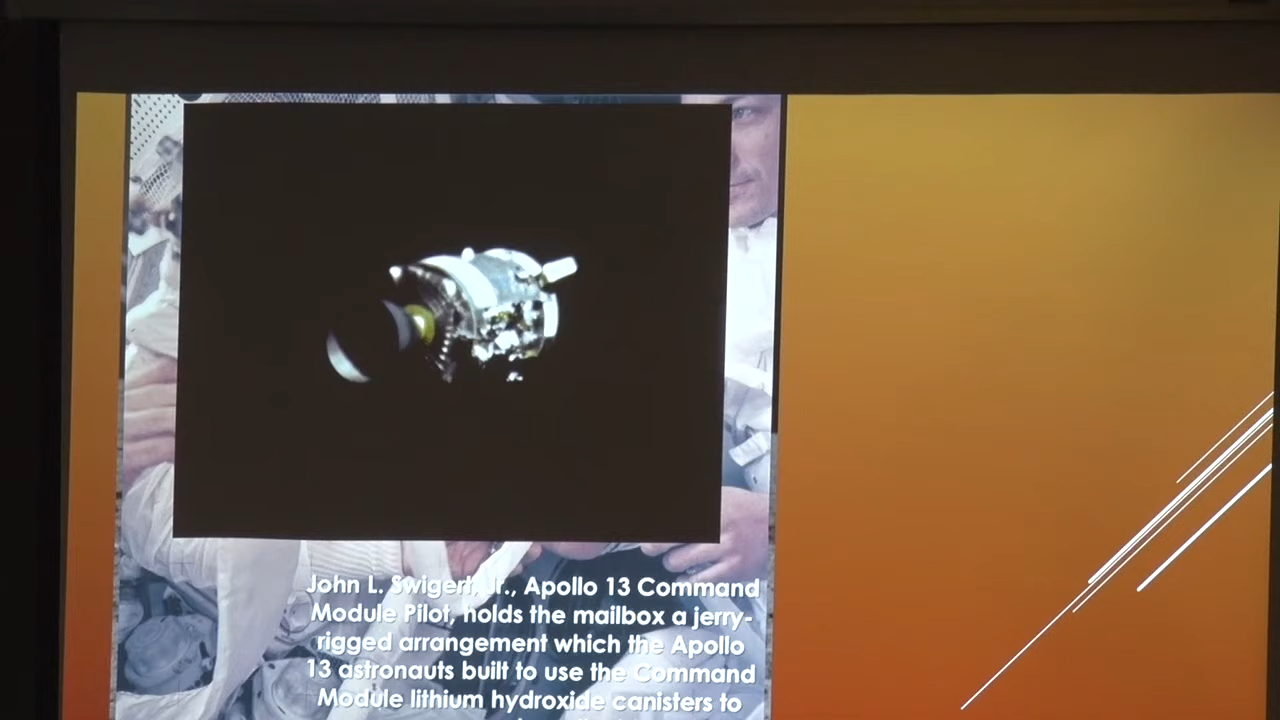 John L. Swigert, Jr., Apollo 13 Command
Module Pilot, holds the mailbox a jerry-
rigged arrangement which the Apollo
13 astronauts built to use the Command
Module lithium hydroxide canisters to